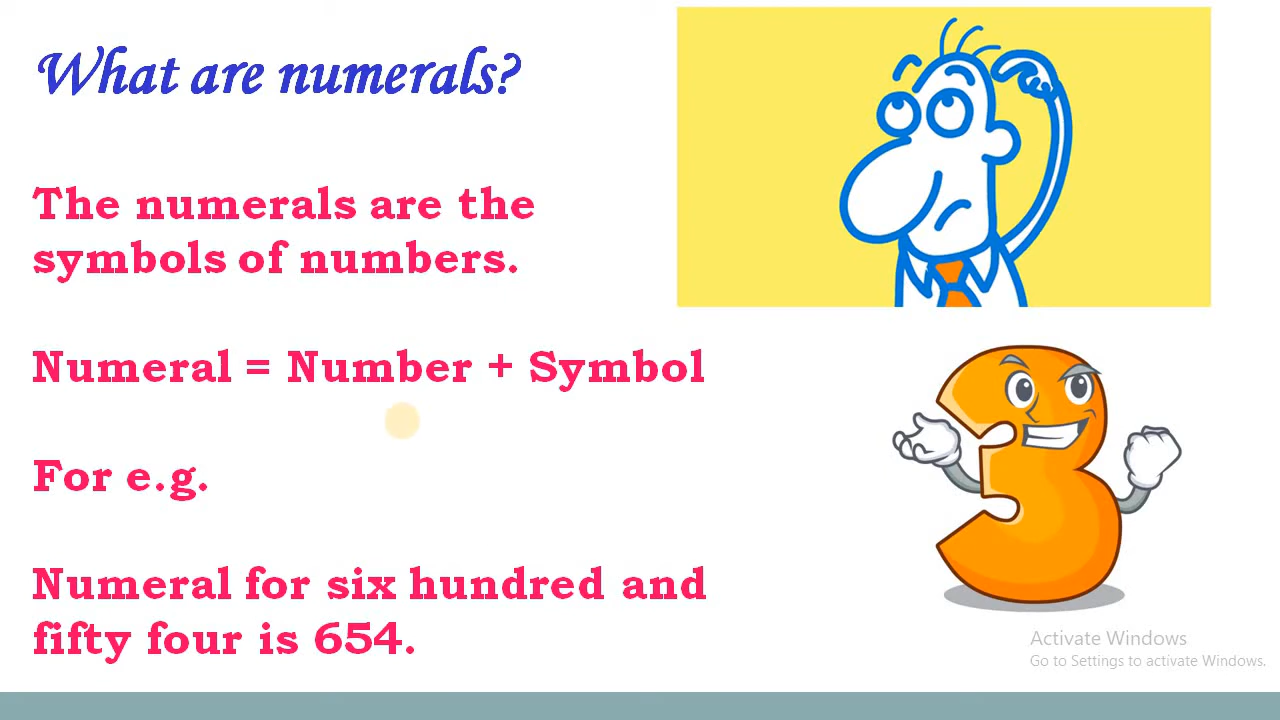 What are numerals?
The numerals are the
symbols of numbers.
Numeral = Number + Symbol
For e.g.
Numeral for six hundred and
fifty four is 654.
Activate Windows
Go to Settings to activate Windows.